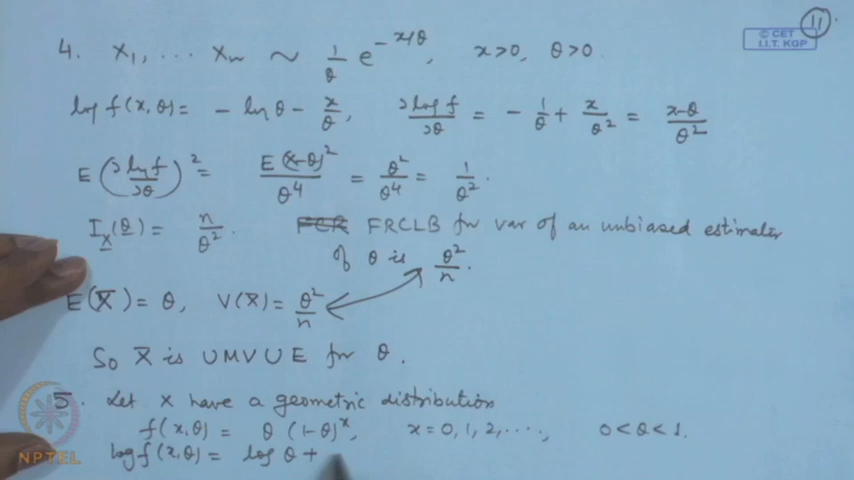 11
© CET
I.I.T. KGP
4. X₁, ... Xₙ ~ 1/θ e^(-x/θ), x>0, θ>0.
log f(x,θ) = - ln θ - x/θ, ∂ log f/∂θ = - 1/θ + x/θ² = (x-θ)/θ²
E(∂ log f/∂θ)² = E(X-θ)²/θ⁴ = θ²/θ⁴ = 1/θ².
I_X(θ) = n/θ². FRCLB for var of an unbiased estimator
of θ is θ²/n.
E(X̄) = θ, V(X̄) = θ²/n
So X̄ is UMVUE for θ.
5. Let X have a geometric distribution
f(x,θ) = θ (1-θ)^x, x=0,1,2,...., 0<θ<1.
log f(x,θ) = log θ +
NPTEL